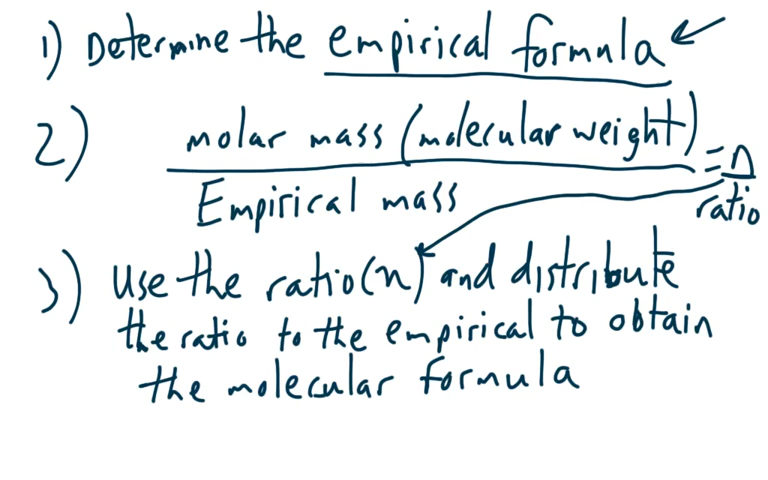 1) Determine the empirical formula
2) molar mass (molecular weight) = n
Empirical mass ratio
3) Use the ratio(n) and distribute
the ratio to the empirical to obtain
the molecular formula